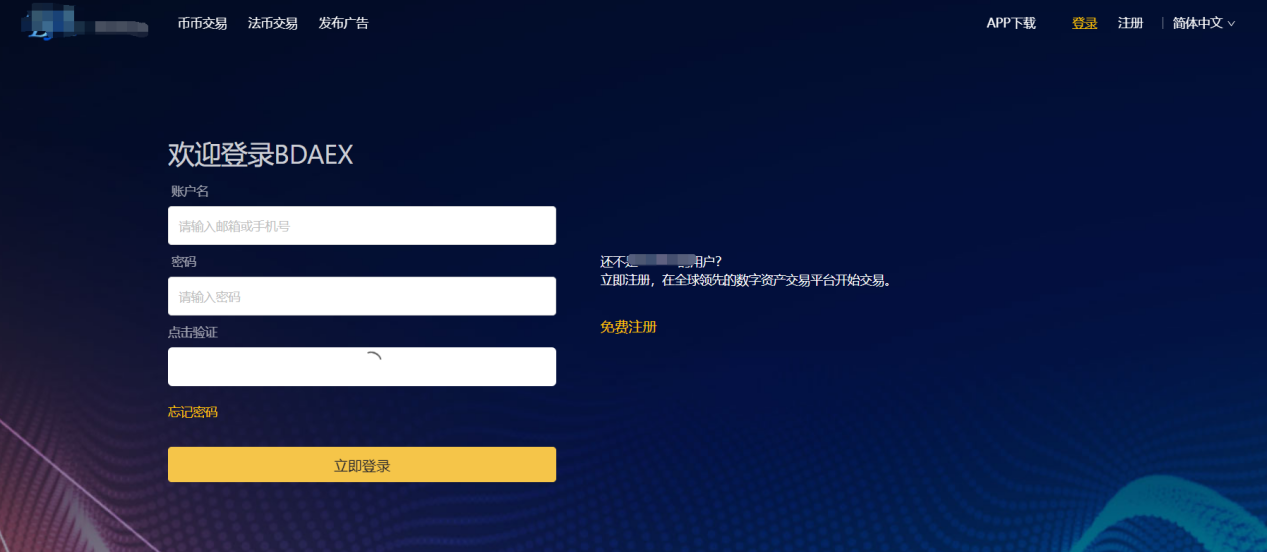 币币交易 法币交易 发布广告 APP下载 登录 注册 简体中文
欢迎登录BDAEX
账户名
请输入邮箱或手机号
还不是 的用户?
密码
立即注册，在全球领先的数字资产交易平台开始交易。
请输入密码
免费注册
点击验证
忘记密码
立即登录